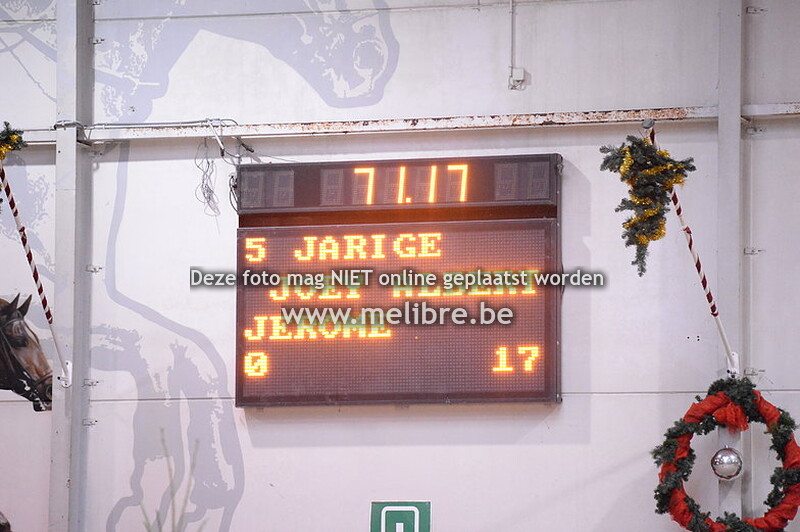 71.17
5 JARIGE
Deze foto mag NIET online geplaatst worden
www.melibre.be
JEROME
0 17